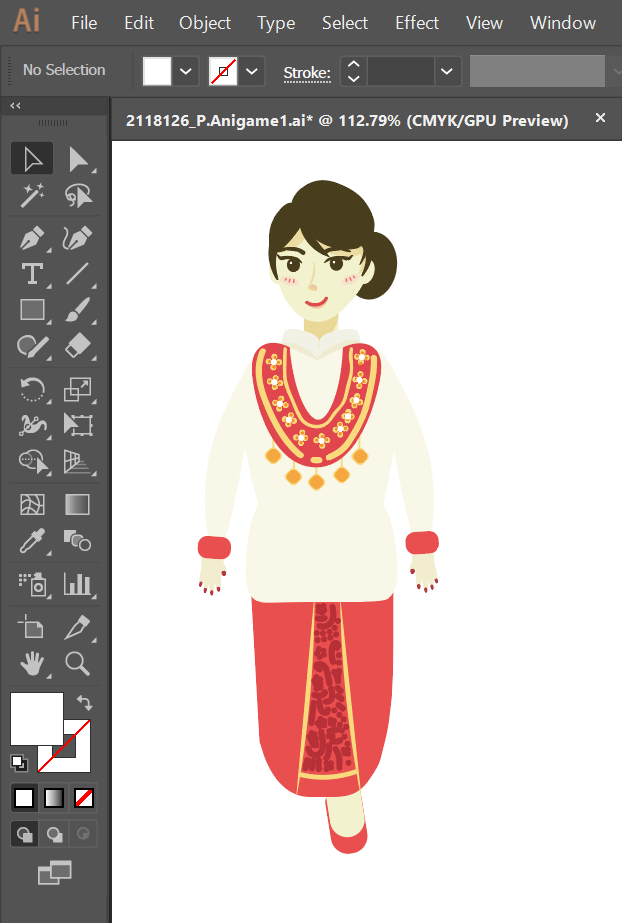 Ai File Edit Object Type Select Effect View Window
No Selection Stroke:
2118126_P.Anigame1.ai* @ 112.79% (CMYK/GPU Preview) ×